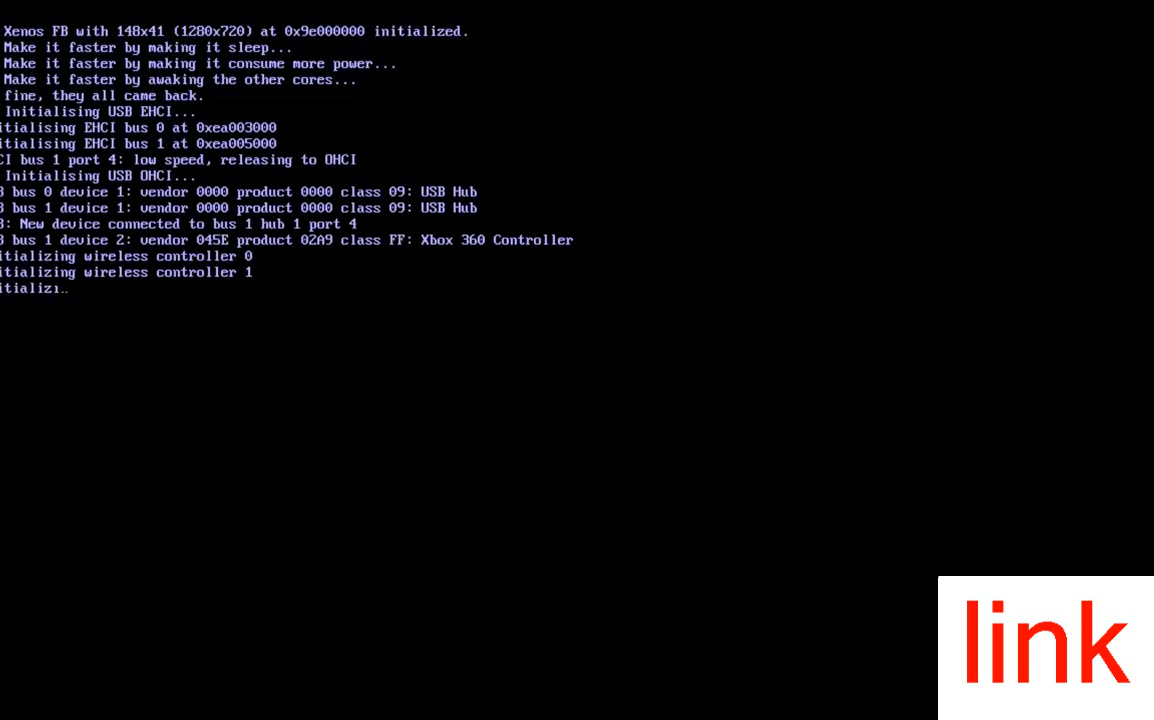 Xenos FB with 148x41 (1280x720) at 0x9e000000 initialized.
Make it faster by making it sleep...
Make it faster by making it consume more power...
Make it faster by awaking the other cores...
fine, they all came back.
Initialising USB EHCI...
itialising EHCI bus 0 at 0xea003000
itialising EHCI bus 1 at 0xea005000
CI bus 1 port 4: low speed, releasing to OHCI
Initialising USB OHCI...
B bus 0 device 1: vendor 0000 product 0000 class 09: USB Hub
B bus 1 device 1: vendor 0000 product 0000 class 09: USB Hub
B: New device connected to bus 1 hub 1 port 4
B bus 1 device 2: vendor 045E product 02A9 class FF: Xbox 360 Controller
itializing wireless controller 0
itializing wireless controller 1
itializi..
link